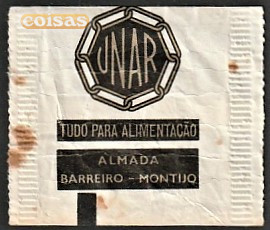 coisas
UNAR
TUDO PARA ALIMENTAÇÃO
ALMADA
BARREIRO - MONTIJO